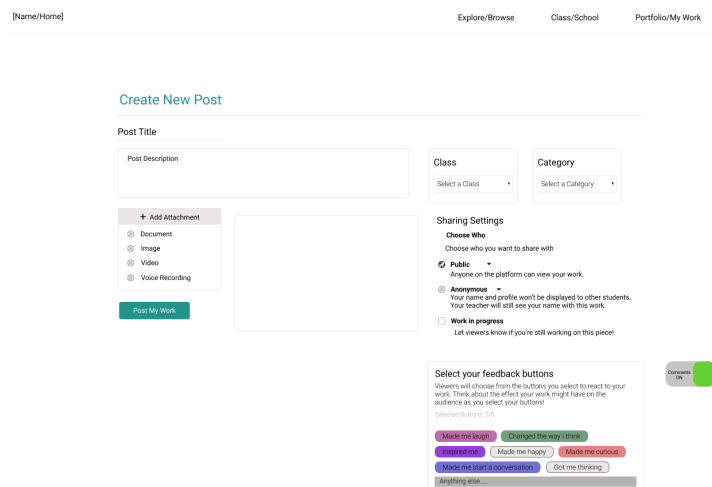 [Name/Home]
Explore/Browse
Class/School
Portfolio/My Work
Create New Post
Post Title
Post Description
Class
Select a Class
Category
Select a Category
+ Add Attachment
Document
Image
Video
Voice Recording
Post My Work
Sharing Settings
Choose Who
Choose who you want to share with
Public
Anyone on the platform can view your work.
Anonymous
Your name and profile won't be displayed to other students.
Your teacher will still see your name with this work.
Work in progress
Let viewers know if you're still working on this piece!
Select your feedback buttons
Viewers will choose from the buttons you select to react to your
work. Think about the effect your work might have on the
audience as you select your buttons!
Selected Buttons: 2/5
Made me laugh
Changed the way I think
Inspired me
Made me happy
Made me curious
Made me start a conversation
Got me thinking
Anything else....
Comments
ON